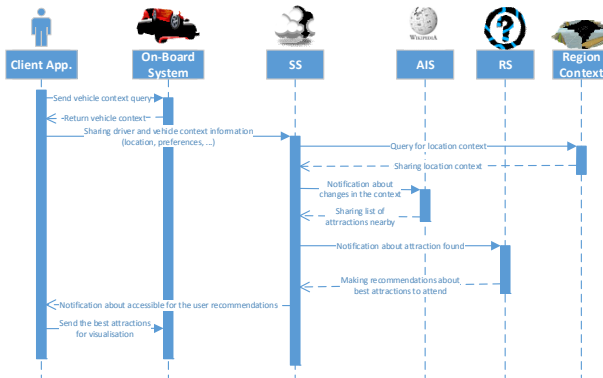 WIKIPEDIA
Client App.
On-Board
System
SS
AIS
RS
Region
Context
Send vehicle context query
Return vehicle context
Sharing driver and vehicle context information
(location, preferences, ...)
Query for location context
Sharing location context
Notification about
changes in the context
Sharing list of
attrractions nearby
Notification about attraction found
Making recommendations about
best attractions to attend
Notification about accessible for the user recommendations
Send the best attractions
for visualisation